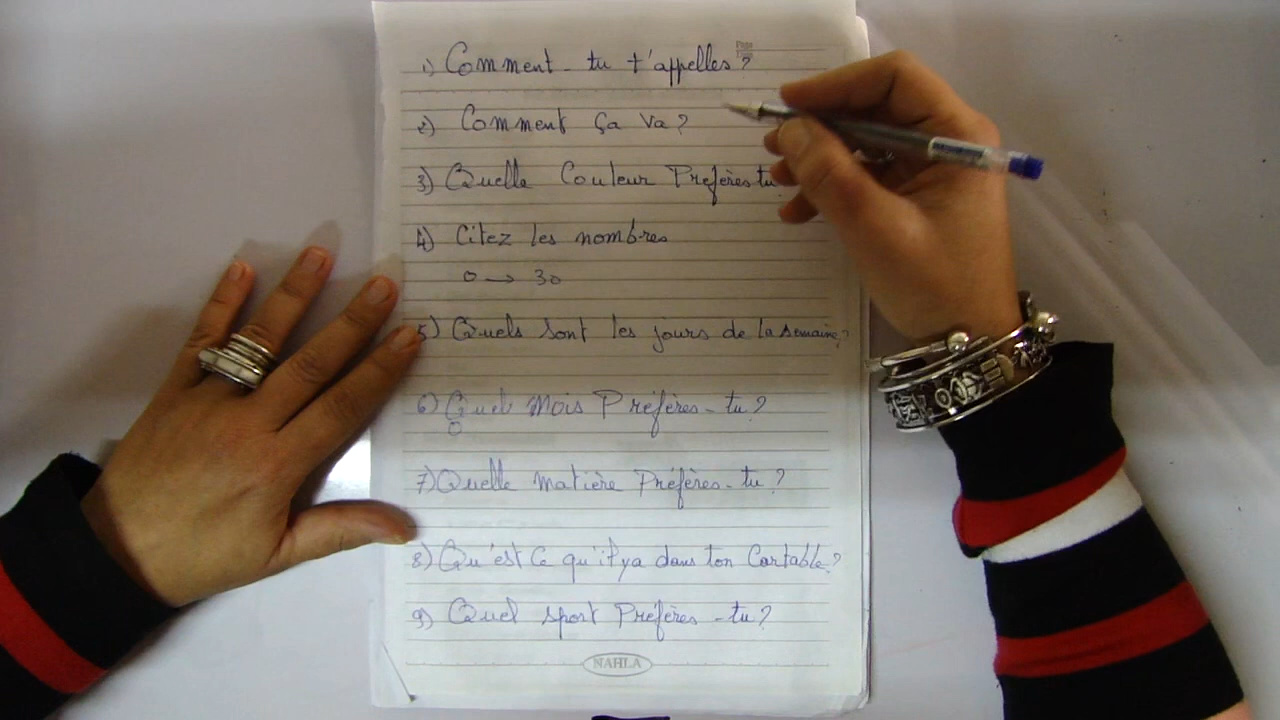 1) Comment - tu t'appelles ?
2) Comment ça va ?
3) Quelle Couleur Preferès tu
4) Citez les nombres
0 → 30
5) Quels sont les jours de la semaine ?
6) Quel Mois Préfères - tu ?
7) Quelle Matière Préfères - tu ?
8) Qu'est ce qu'il ya dans ton Cartable ?
9) Quel sport Préfères - tu ?
NAHLA